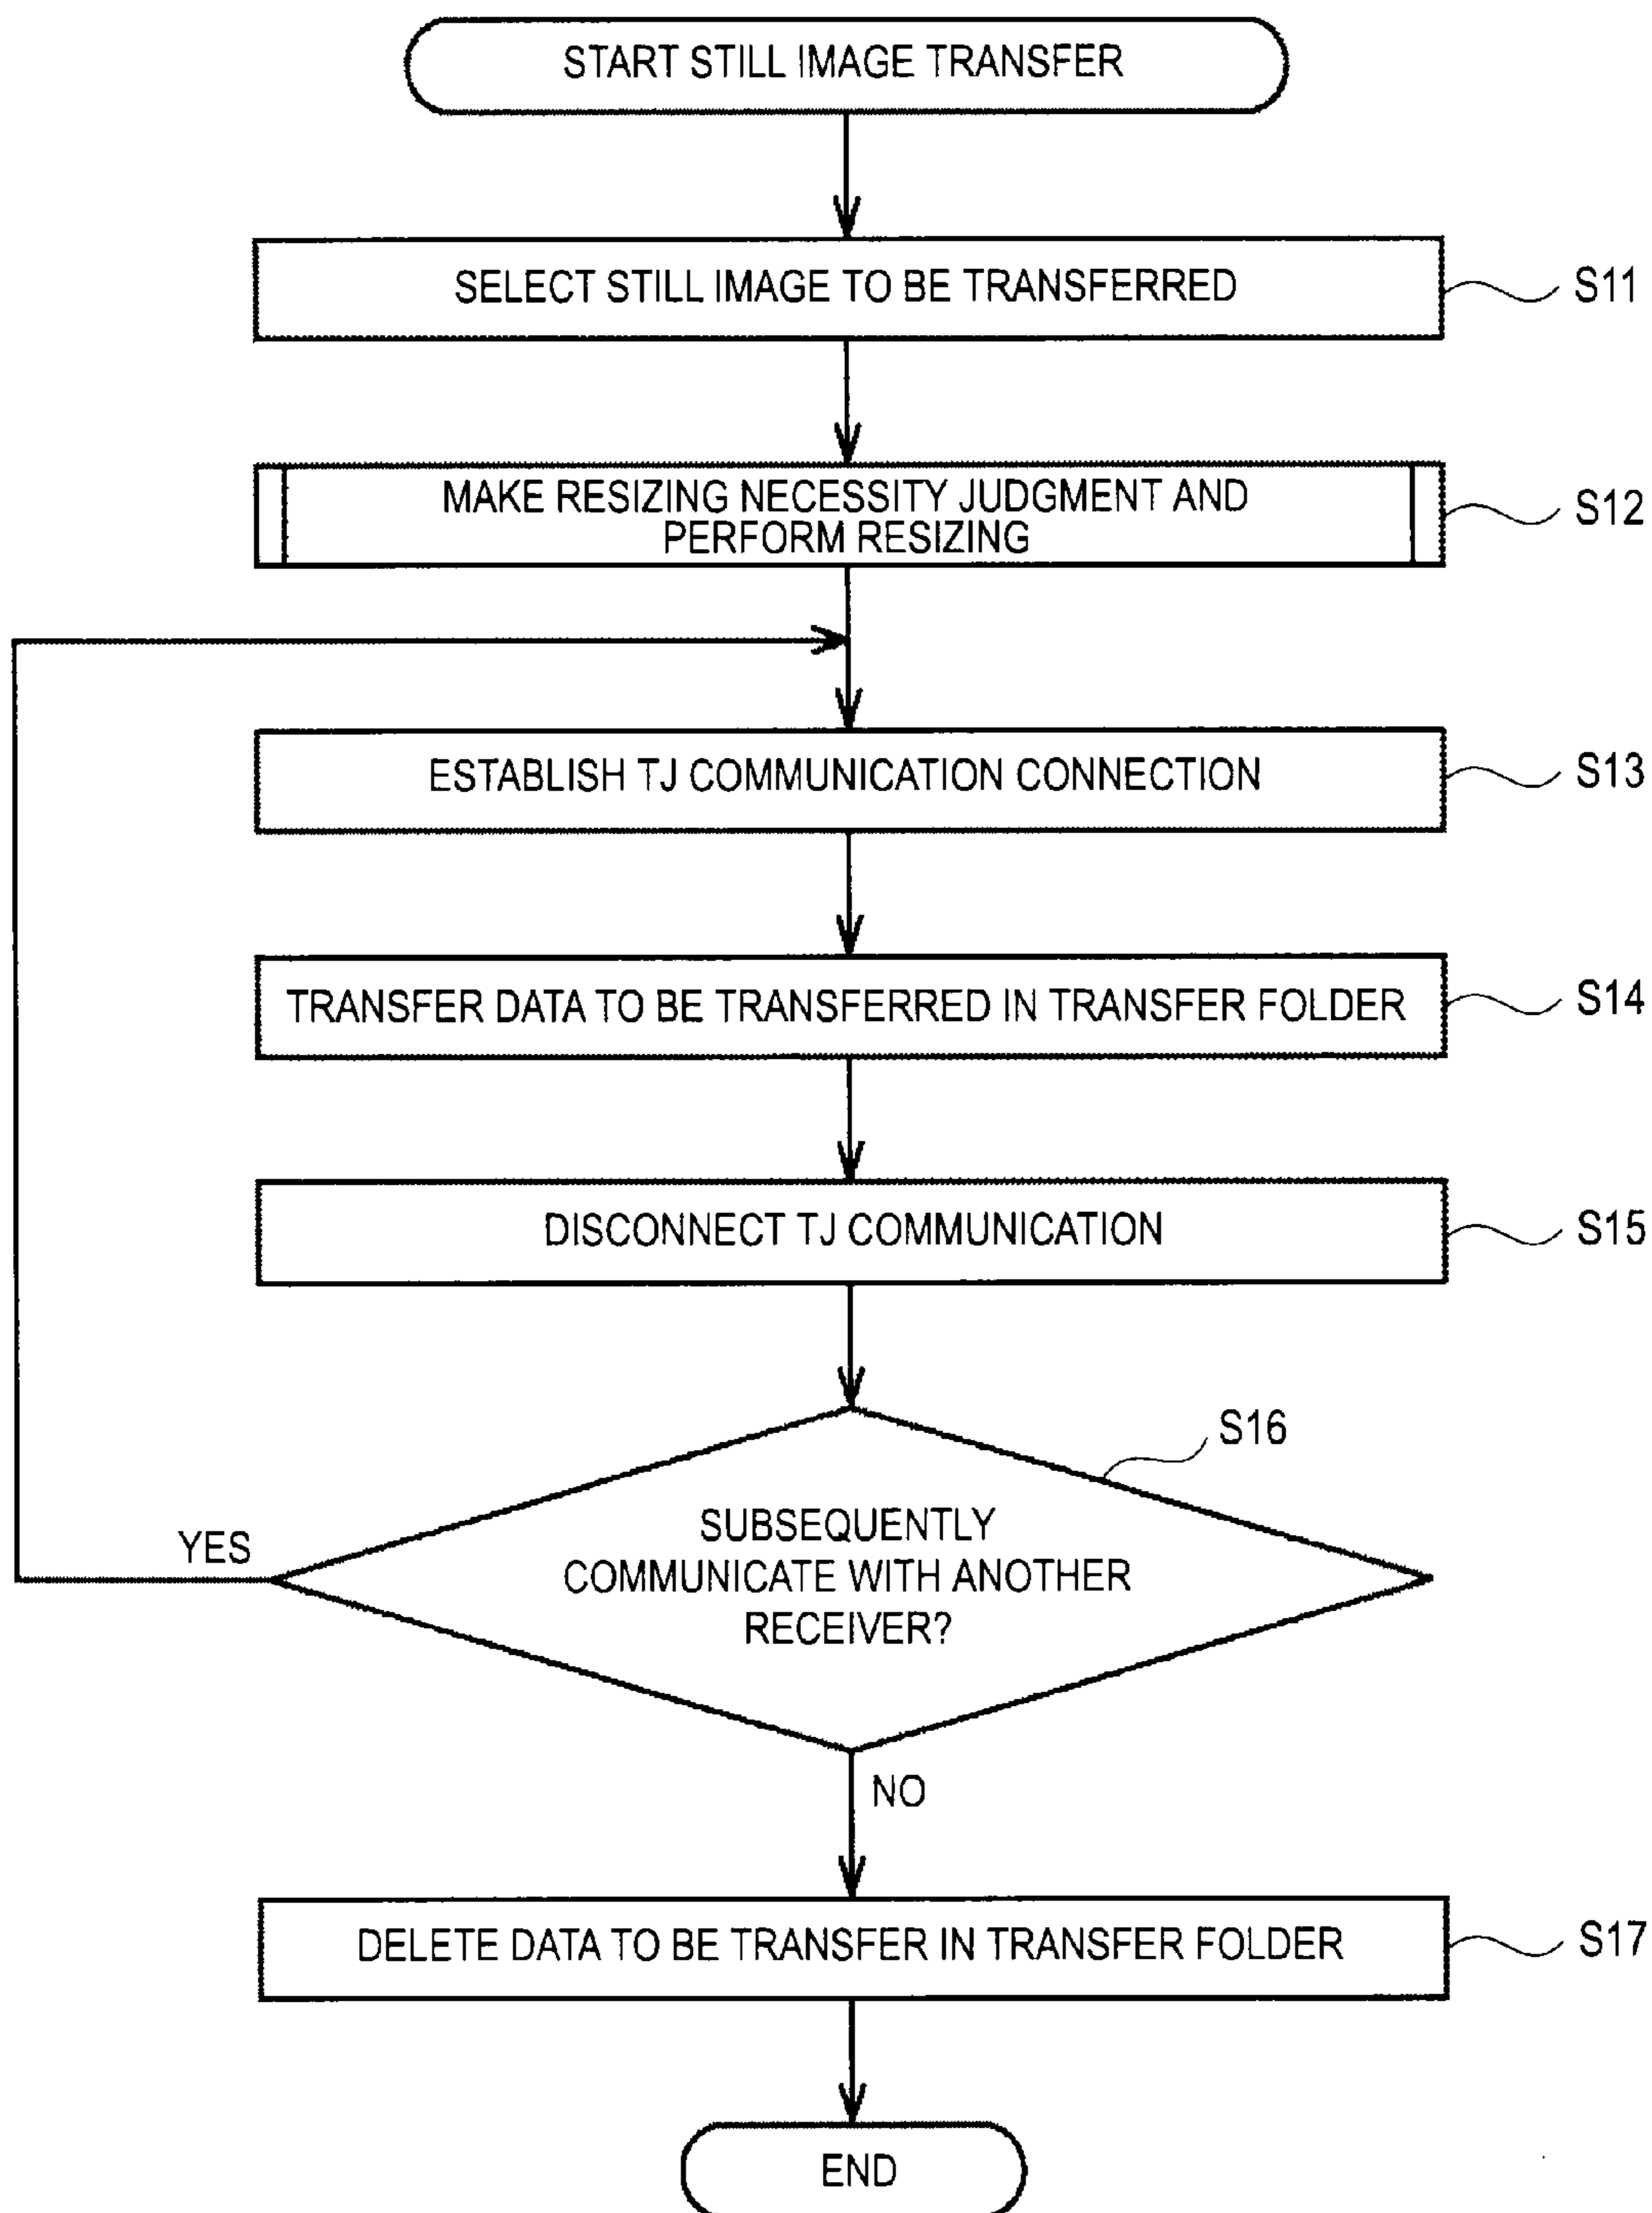 START STILL IMAGE TRANSFER
SELECT STILL IMAGE TO BE TRANSFERRED
S11
MAKE RESIZING NECESSITY JUDGMENT AND
PERFORM RESIZING
S12
ESTABLISH TJ COMMUNICATION CONNECTION
S13
TRANSFER DATA TO BE TRANSFERRED IN TRANSFER FOLDER
S14
DISCONNECT TJ COMMUNICATION
S15
S16
SUBSEQUENTLY
COMMUNICATE WITH ANOTHER
RECEIVER?
YES
NO
DELETE DATA TO BE TRANSFER IN TRANSFER FOLDER
S17
END